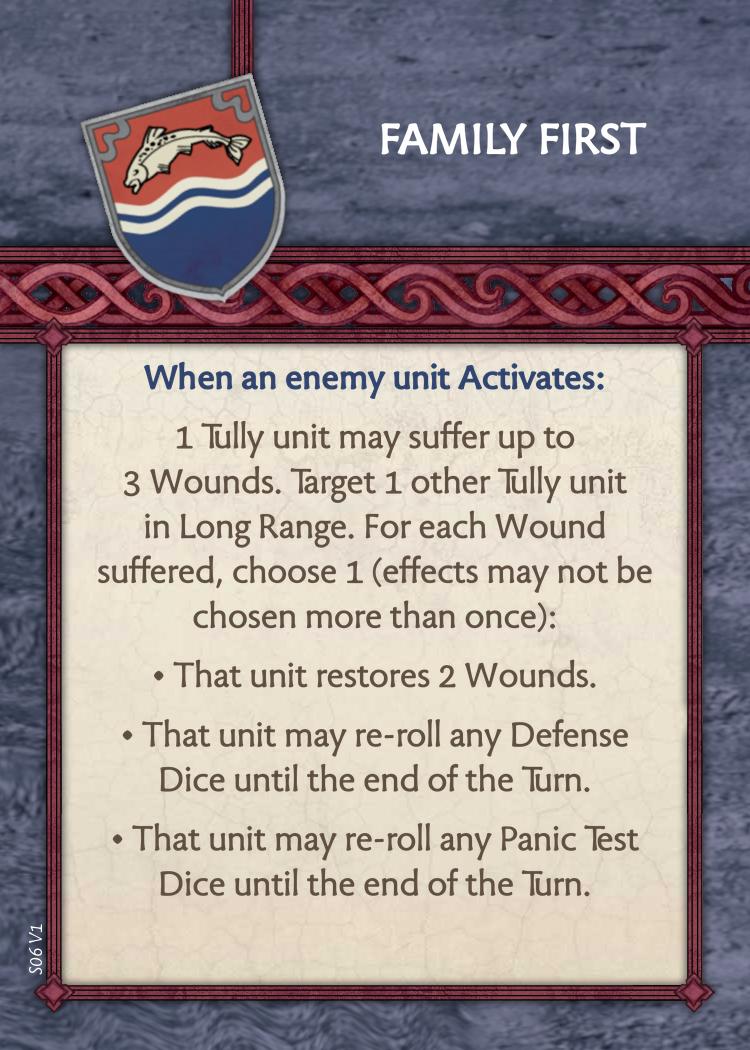 FAMILY FIRST
When an enemy unit Activates:
1 Tully unit may suffer up to
3 Wounds. Target 1 other Tully unit
in Long Range. For each Wound
suffered, choose 1 (effects may not be
chosen more than once):
• That unit restores 2 Wounds.
• That unit may re-roll any Defense
Dice until the end of the Turn.
• That unit may re-roll any Panic Test
Dice until the end of the Turn.
S06 V1